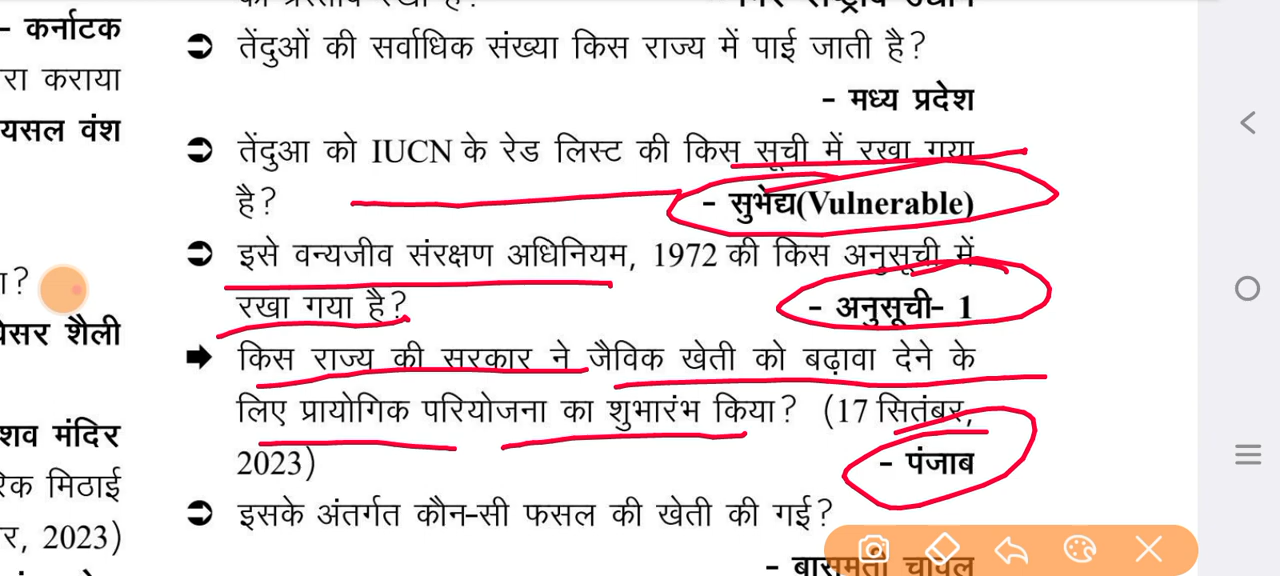 - कर्नाटक
रा कराया
यसल वंश
ा?
शव मंदिर
रिक मिठाई
र, 2023)
तेंदुओं की सर्वाधिक संख्या किस राज्य में पाई जाती है?
- मध्य प्रदेश
तेंदुआ को IUCN के रेड लिस्ट की किस सूची में रखा गया
है?
- सुभेद्य(Vulnerable)
इसे वन्यजीव संरक्षण अधिनियम, 1972 की किस अनुसूची में
रखा गया है?
- अनुसूची- 1
किस राज्य की सरकार ने जैविक खेती को बढ़ावा देने के
लिए प्रायोगिक परियोजना का शुभारंभ किया? (17 सितंबर,
2023)
- पंजाब
इसके अंतर्गत कौन-सी फसल की खेती की गई?
- बासमती चावल